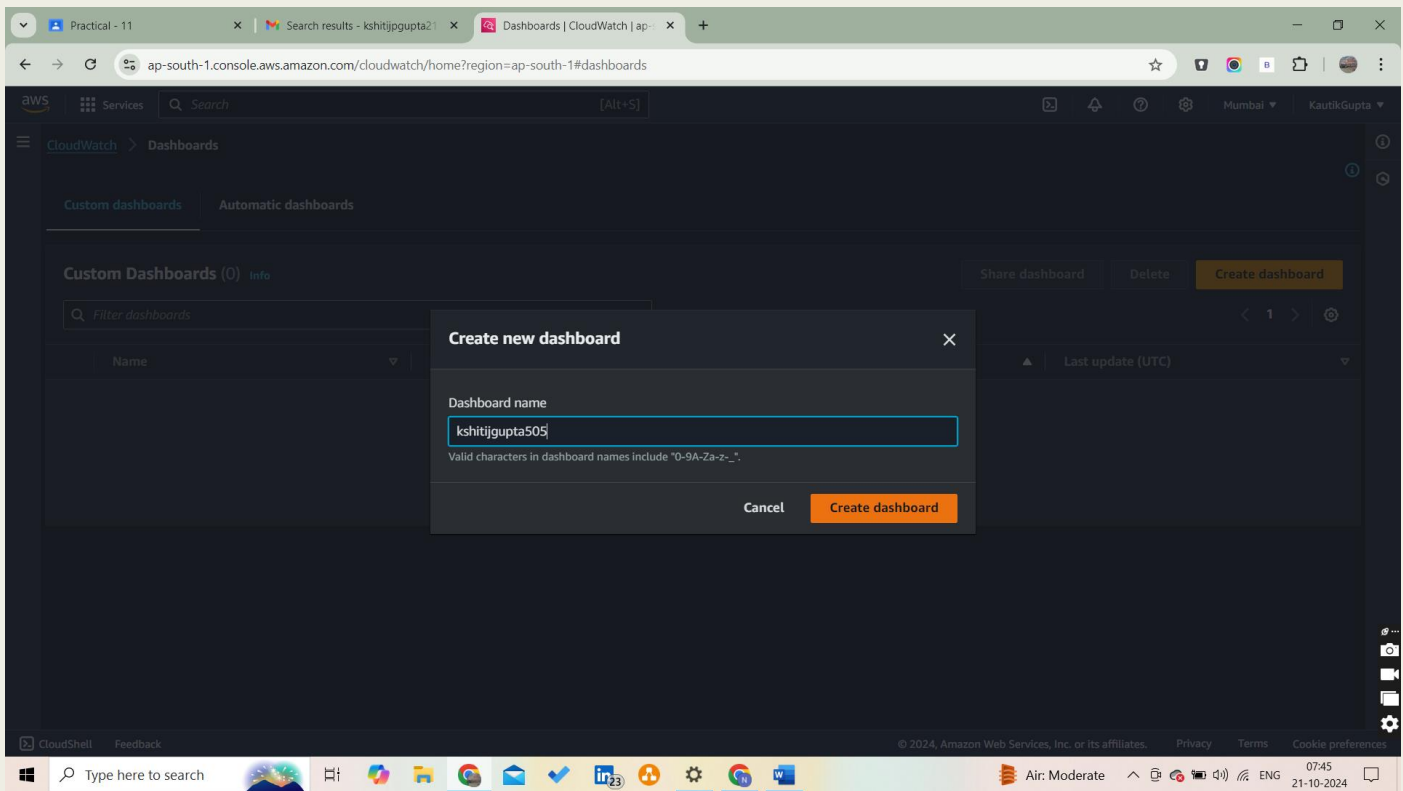 Practical - 11
Search results - kshitijpgupta21
Dashboards | CloudWatch | ap-s
ap-south-1.console.aws.amazon.com/cloudwatch/home?region=ap-south-1#dashboards
aws
Services
Search
[Alt+S]
Mumbai
KautikGupta
CloudWatch > Dashboards
Custom dashboards
Automatic dashboards
Custom Dashboards (0) Info
Share dashboard
Delete
Create dashboard
Filter dashboards
1
Name
Last update (UTC)
Create new dashboard
Dashboard name
kshitijgupta505
Valid characters in dashboard names include "0-9A-Za-z-_".
Cancel
Create dashboard
CloudShell
Feedback
© 2024, Amazon Web Services, Inc. or its affiliates.
Privacy
Terms
Cookie preferences
Type here to search
23
Air: Moderate
ENG
07:45
21-10-2024